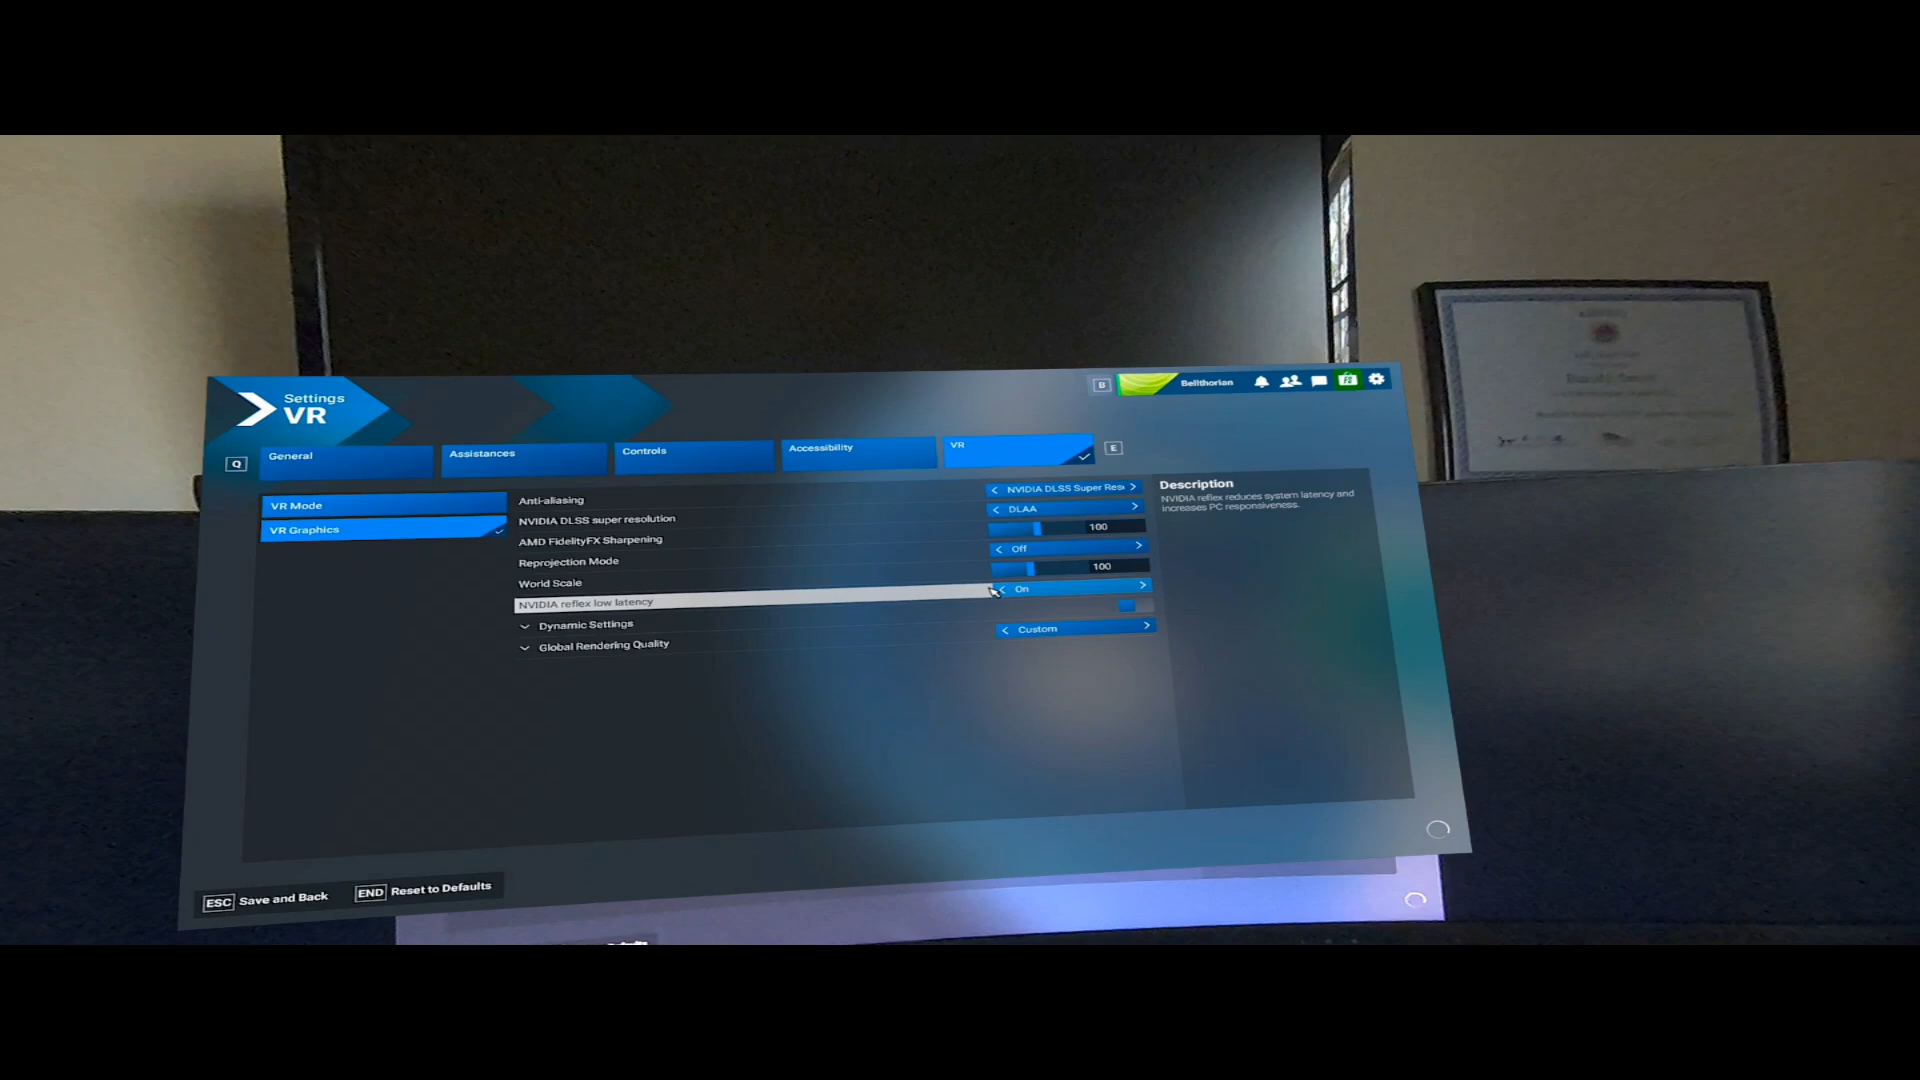 Settings
VR
B
Bellthorian
Q
General
Assistances
Controls
Accessibility
VR
E
VR Mode
VR Graphics
Anti-aliasing
NVIDIA DLSS Super Reso
NVIDIA DLSS super resolution
DLAA
AMD FidelityFX Sharpening
100
Reprojection Mode
Off
World Scale
100
NVIDIA reflex low latency
On
Dynamic Settings
Global Rendering Quality
Custom
Description
NVIDIA reflex reduces system latency and
increases PC responsiveness.
ESC Save and Back
END Reset to Defaults